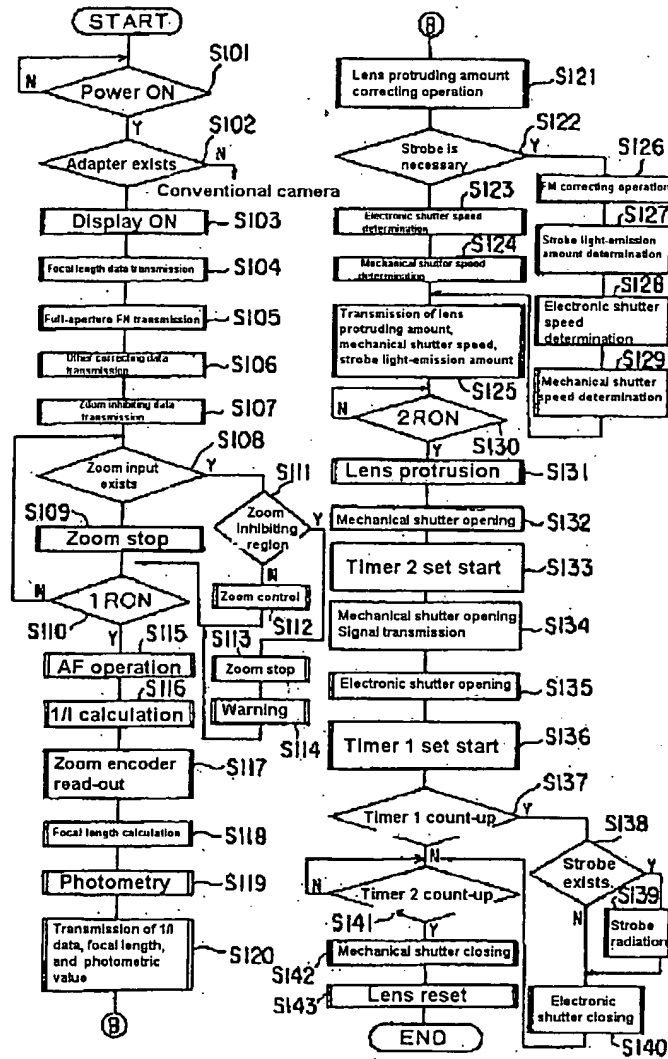 START
S101
N
Power ON
Y
S102
Adapter exists
N
Conventional camera
Display ON
S103
Focal length data transmission
S104
Full-aperture FN transmission
S105
Other correcting data
transmission
S106
Zoom inhibiting data
transmission
S107
S108
Zoom input
exists
Y
S111
S109
Zoom stop
Zoom
inhibiting
region
Y
N
N
1 RON
Zoom control
S110
Y
S115
S112
AF operation
S113
Zoom stop
S116
1/l calculation
Warning
S114
Zoom encoder
read-out
S117
Focal length calculation
S118
Photometry
S119
Transmission of 1/l
data, focal length,
and photometric
value
S120
B
B
Lens protruding amount
correcting operation
S121
S122
Strobe is
necessary
Y
S126
FM correcting operation
S123
Electronic shutter speed
determination
S127
Strobe light-emission
amount determination
S124
Mechanical shutter speed
determination
S128
Electronic shutter
speed
determination
Transmission of lens
protruding amount,
mechanical shutter speed,
strobe light-emission amount
S129
Mechanical shutter
speed determination
S125
N
2RON
S130
Y
Lens protrusion
S131
Mechanical shutter opening
S132
Timer 2 set start
S133
Mechanical shutter opening
Signal transmission
S134
Electronic shutter opening
S135
Timer 1 set start
S136
S137
Timer 1 count-up
Y
S138
N
Strobe
exists.
Y
N
Timer 2 count-up
S139
N
Strobe
radiation
S141
Y
Mechanical shutter closing
S142
Lens reset
S143
Electronic
shutter closing
S140
END